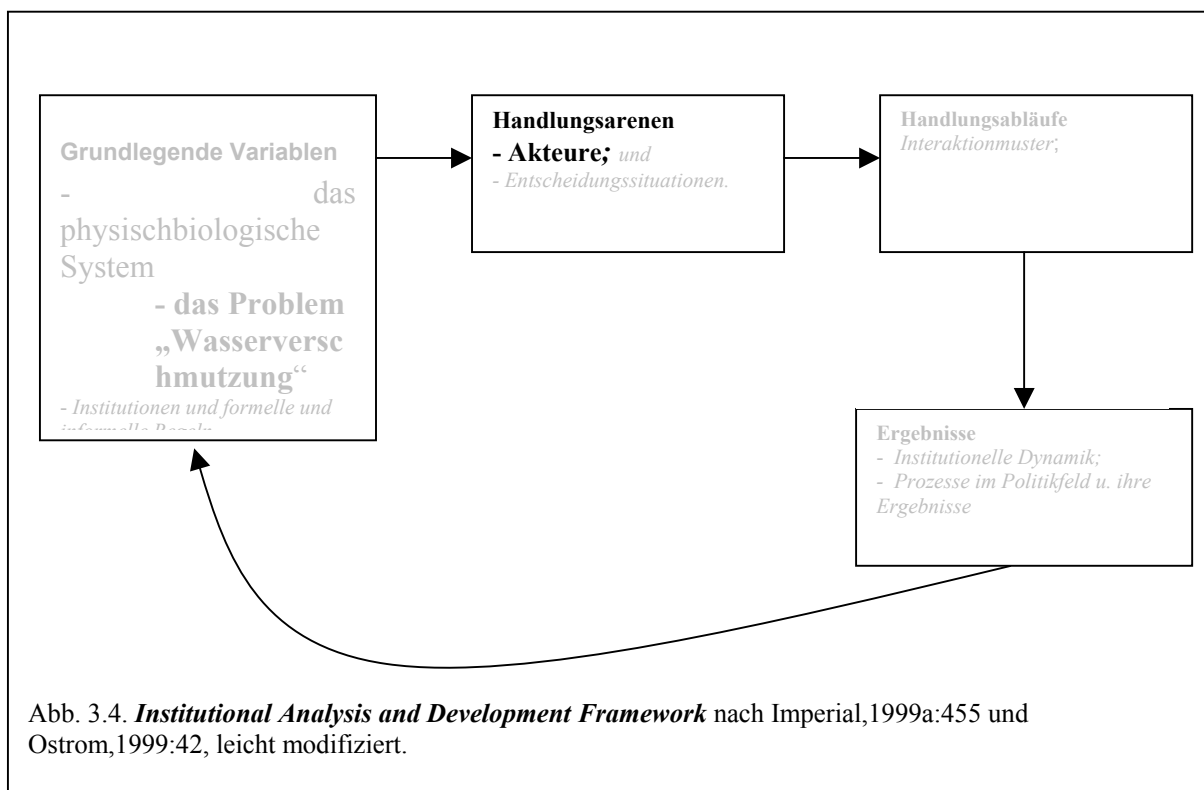 Grundlegende Variablen
- das
physischbiologische
System
- das Problem
„Wasserversc
hmutzung“
- Institutionen und formelle und
informelle Regeln
Handlungsarenen
- Akteure; und
- Entscheidungssituationen.
Handlungsabläufe
Interaktionmuster;
Ergebnisse
- Institutionelle Dynamik;
- Prozesse im Politikfeld u. ihre
Ergebnisse
Abb. 3.4. Institutional Analysis and Development Framework nach Imperial,1999a:455 und
Ostrom,1999:42, leicht modifiziert.